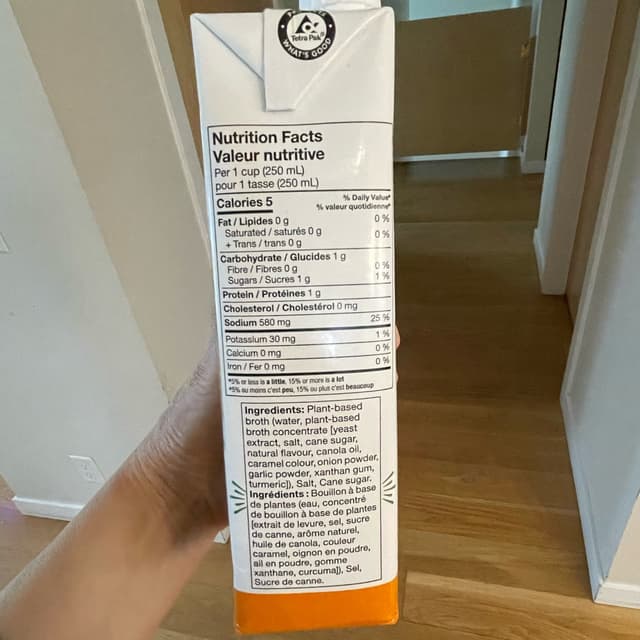 Tetra Pak®
WHAT'S GOOD
Nutrition Facts
Valeur nutritive
Per 1 cup (250 mL)
pour 1 tasse (250 mL)
Calories 5 % Daily Value*
% valeur quotidienne*
Fat / Lipides 0 g 0 %
Saturated / saturés 0 g
+ Trans / trans 0 g 0 %
Carbohydrate / Glucides 1 g
Fibre / Fibres 0 g 0 %
Sugars / Sucres 1 g 1 %
Protein / Protéines 1 g
Cholesterol / Cholestérol 0 mg
Sodium 580 mg 25 %
Potassium 30 mg 1 %
Calcium 0 mg 0 %
Iron / Fer 0 mg 0 %
*5% or less is a little, 15% or more is a lot
*5% ou moins c'est peu, 15% ou plus c'est beaucoup
Ingredients: Plant-based
broth (water, plant-based
broth concentrate [yeast
extract, salt, cane sugar,
natural flavour, canola oil,
caramel colour, onion powder,
garlic powder, xanthan gum,
turmeric]), Salt, Cane sugar.
Ingrédients : Bouillon à base
de plantes (eau, concentré
de bouillon à base de plantes
[extrait de levure, sel, sucre
de canne, arôme naturel,
huile de canola, couleur
caramel, oignon en poudre,
ail en poudre, gomme
xanthane, curcuma]), Sel,
Sucre de canne.